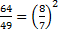 64/49 = (8/7)²